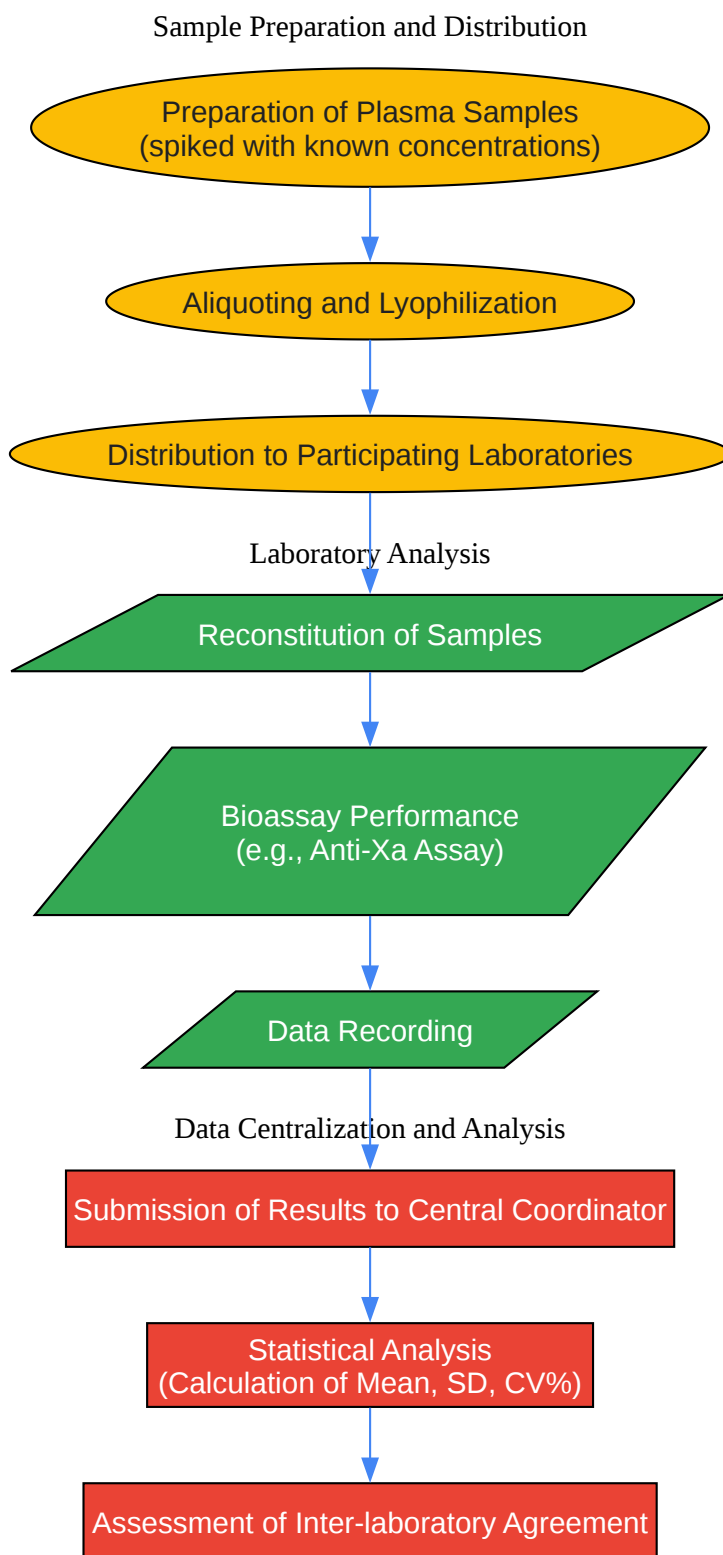 Sample Preparation and Distribution
Preparation of Plasma Samples
(spiked with known concentrations)
Aliquoting and Lyophilization
Distribution to Participating Laboratories
Laboratory Analysis
Reconstitution of Samples
Bioassay Performance
(e.g., Anti-Xa Assay)
Data Recording
Data Centralization and Analysis
Submission of Results to Central Coordinator
Statistical Analysis
(Calculation of Mean, SD, CV%)
Assessment of Inter-laboratory Agreement